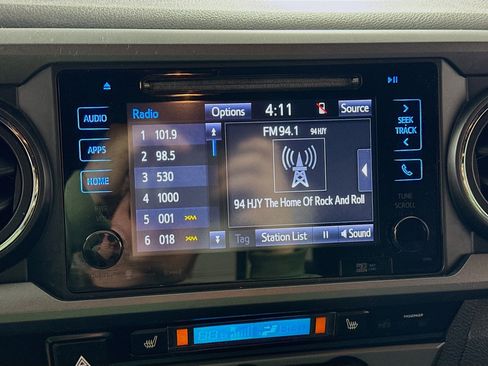 Radio Options 4:11 Source
AUDIO
APPS
HOME
1 101.9
2 98.5
3 530
4 1000
5 001 XM
6 018 XM
FM 94.1 94 HJY
94 HJY The Home Of Rock And Roll
Tag Station List Sound
SEEK
TRACK
TUNE
SCROLL